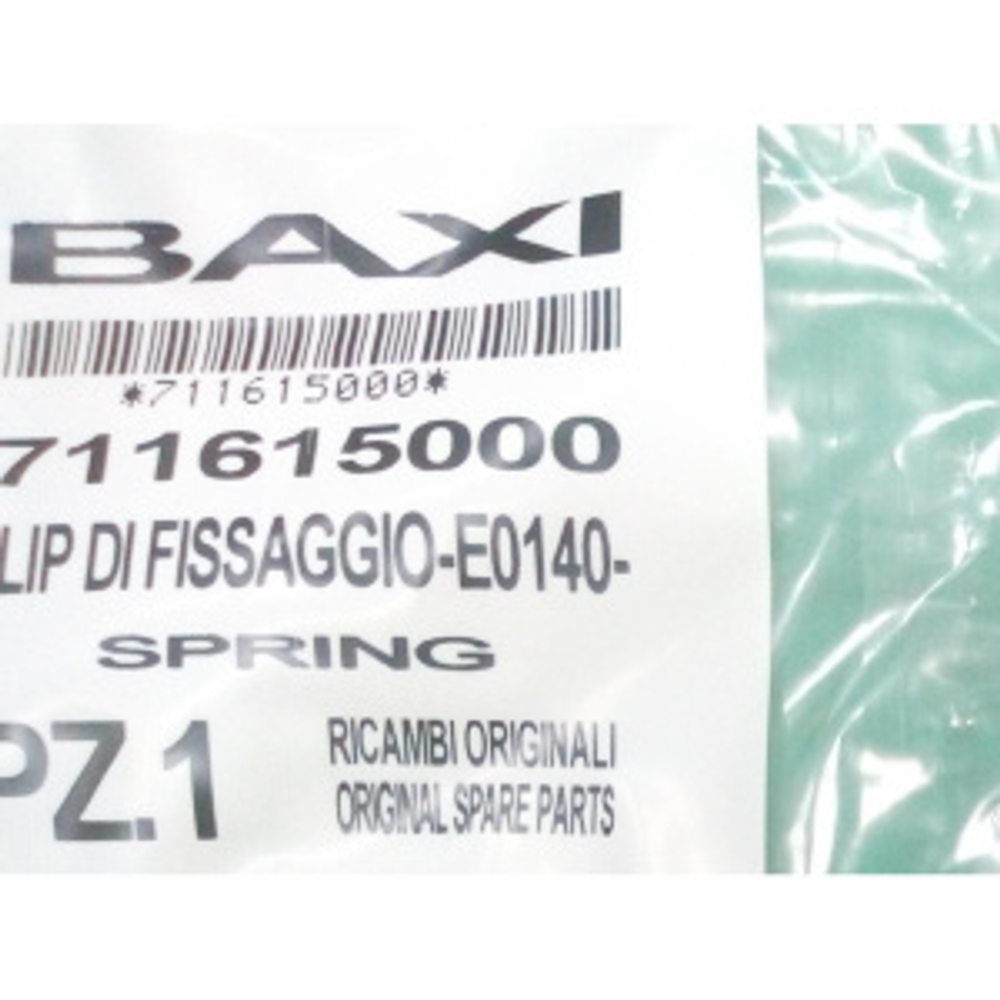 BAXI
*711615000*
711615000
LIP DI FISSAGGIO-E0140-
SPRING
PZ.1
RICAMBI ORIGINALI
ORIGINAL SPARE PARTS